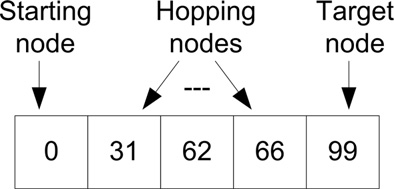 Starting Hopping Target
node nodes node
---
0 31 62 66 99